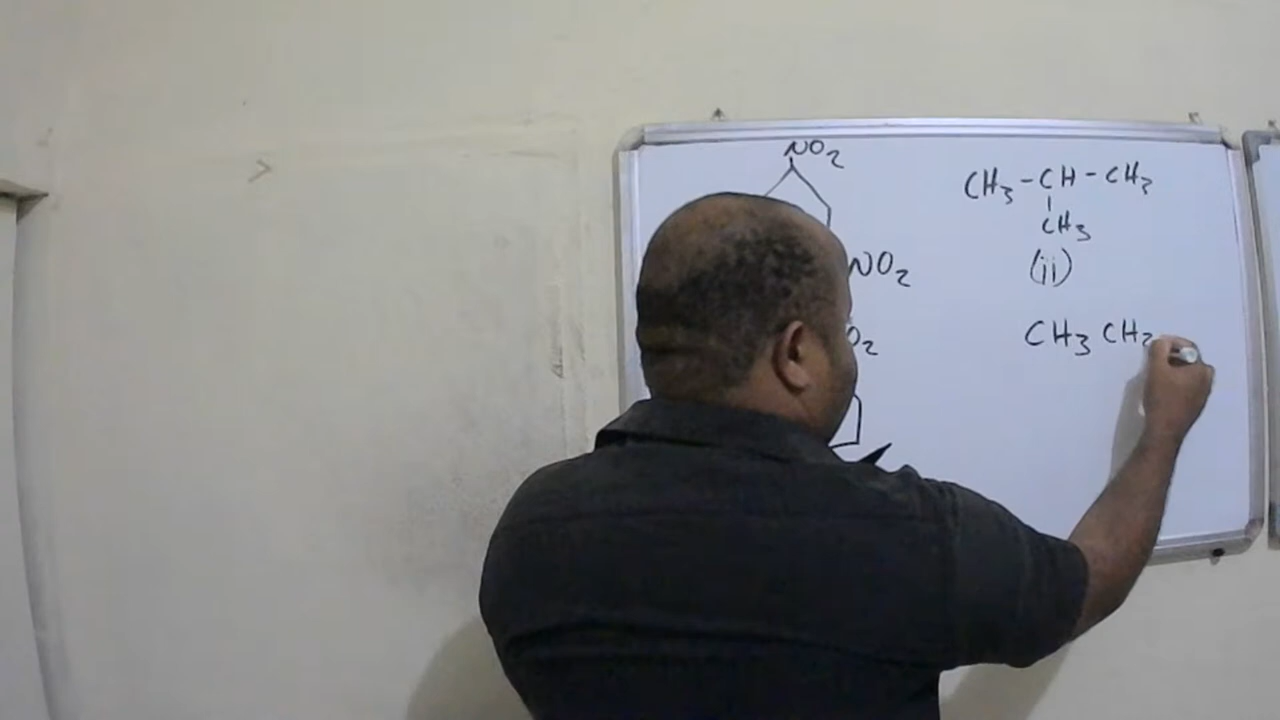 NO₂
CH₃-CH-CH₃
CH₃
NO₂
(ii)
CH₃ CH₂
O₂